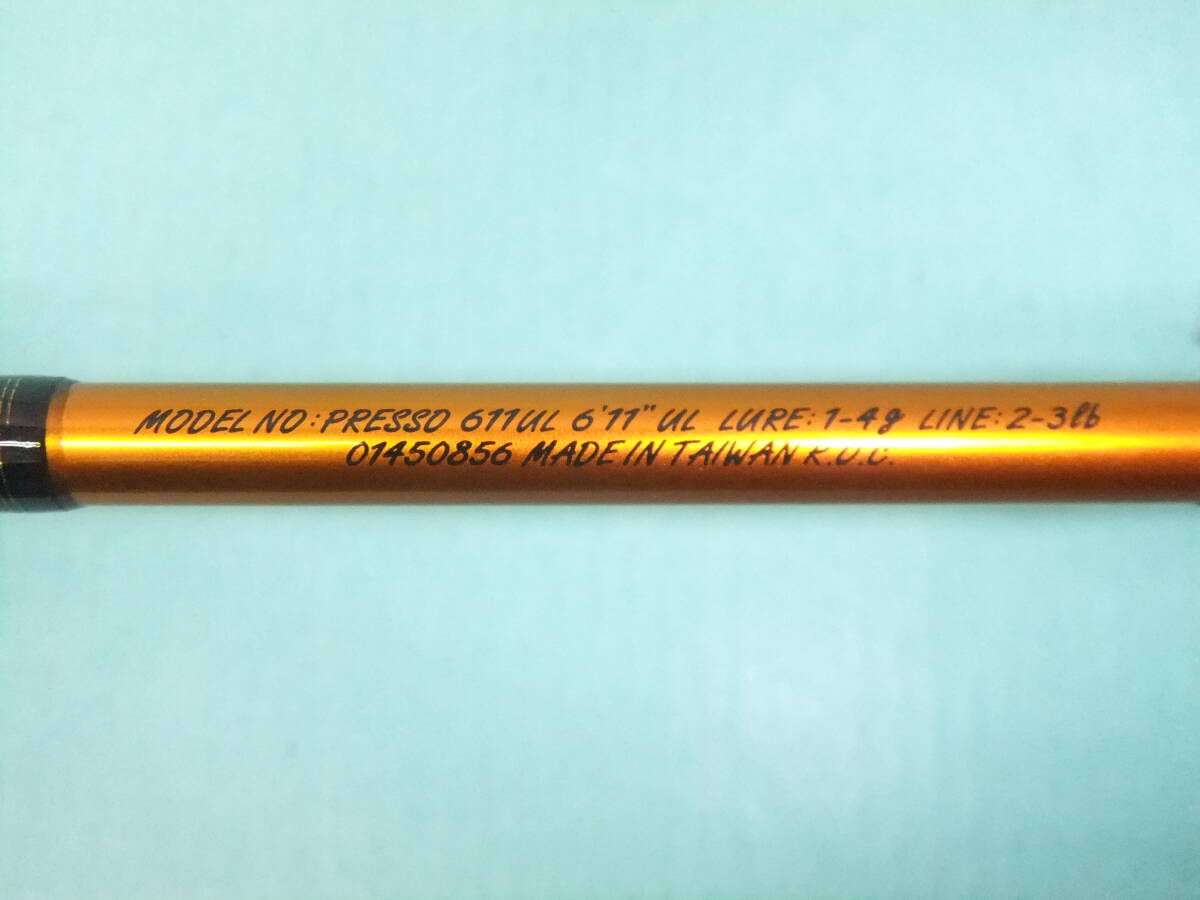 MODEL NO: PRESSO 611UL 6'11" UL LURE: 1-4g LINE: 2-3lb
01450856 MADE IN TAIWAN R.O.C.